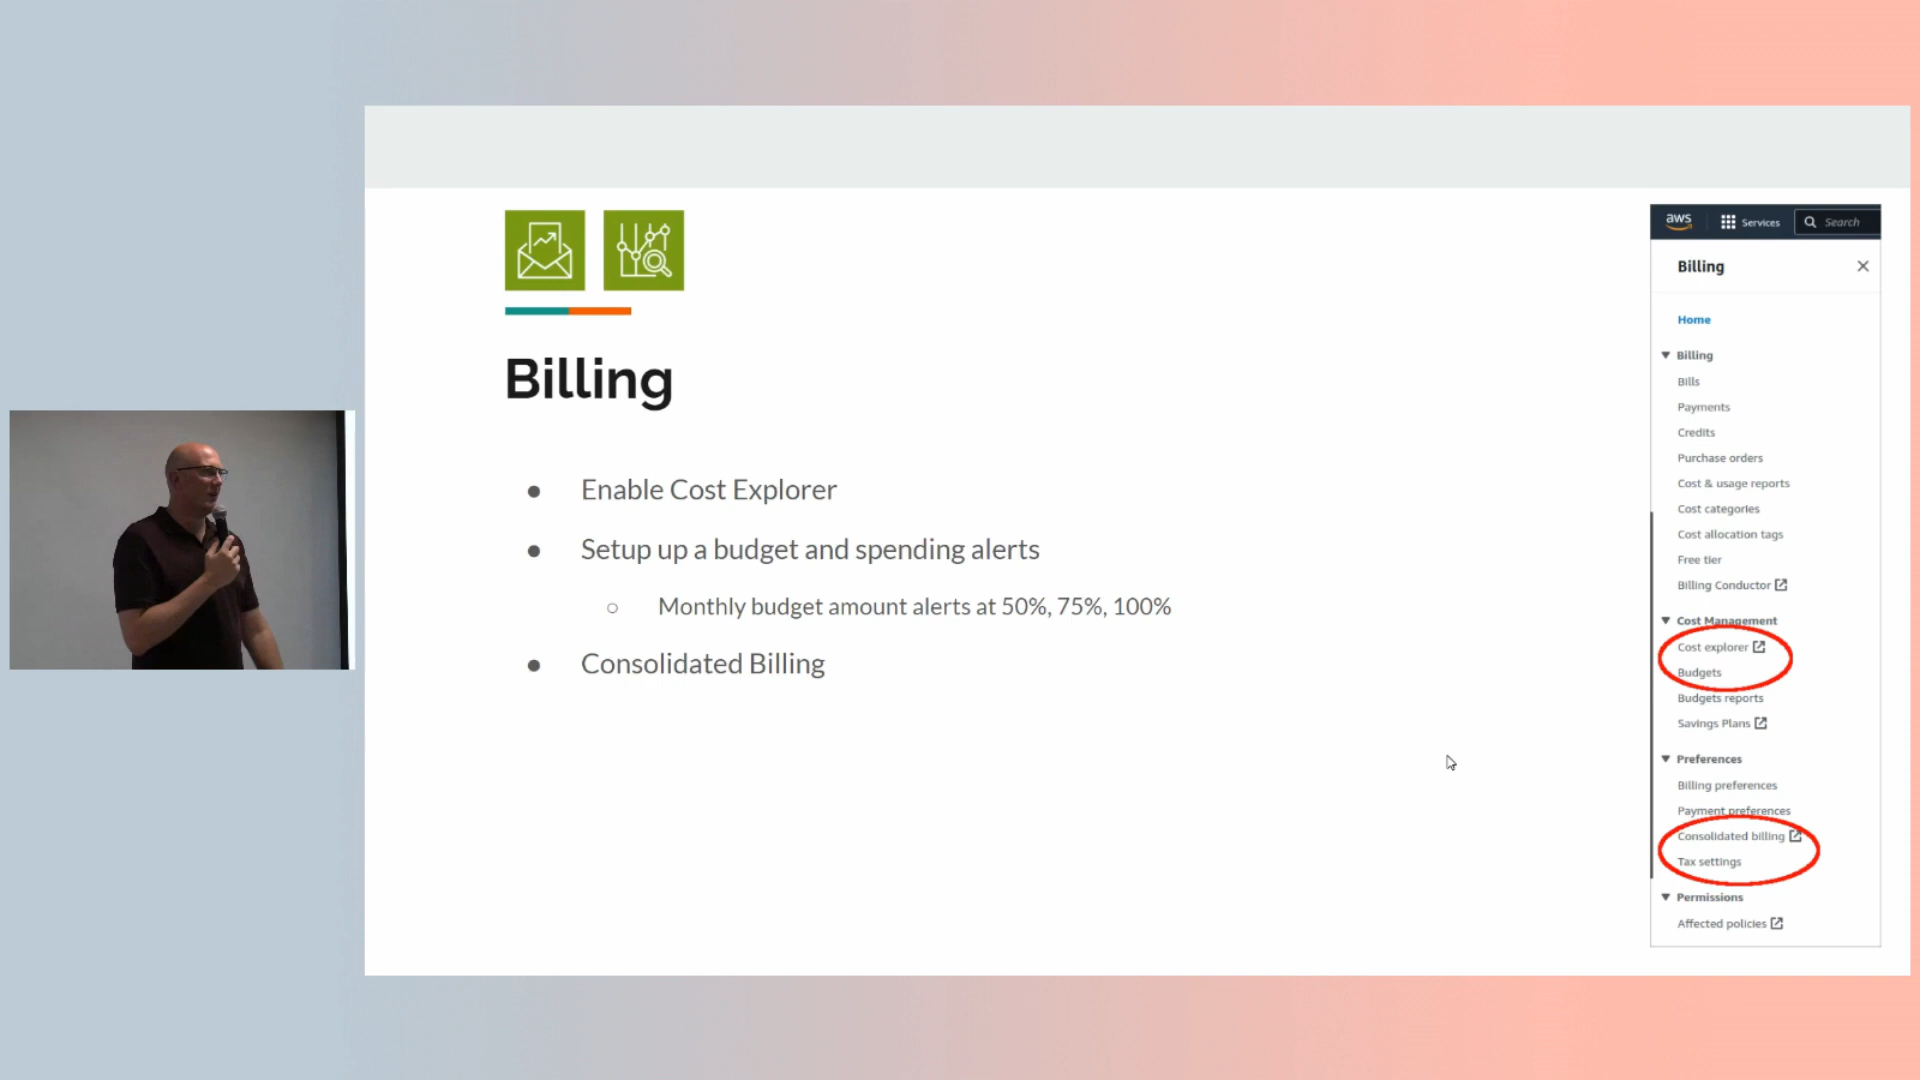 Billing
Enable Cost Explorer
Setup up a budget and spending alerts
Monthly budget amount alerts at 50%, 75%, 100%
Consolidated Billing
aws Services Search
Billing
Home
Billing
Bills
Payments
Credits
Purchase orders
Cost & usage reports
Cost categories
Cost allocation tags
Free tier
Billing Conductor
Cost Management
Cost explorer
Budgets
Budgets reports
Savings Plans
Preferences
Billing preferences
Payment preferences
Consolidated billing
Tax settings
Permissions
Affected policies